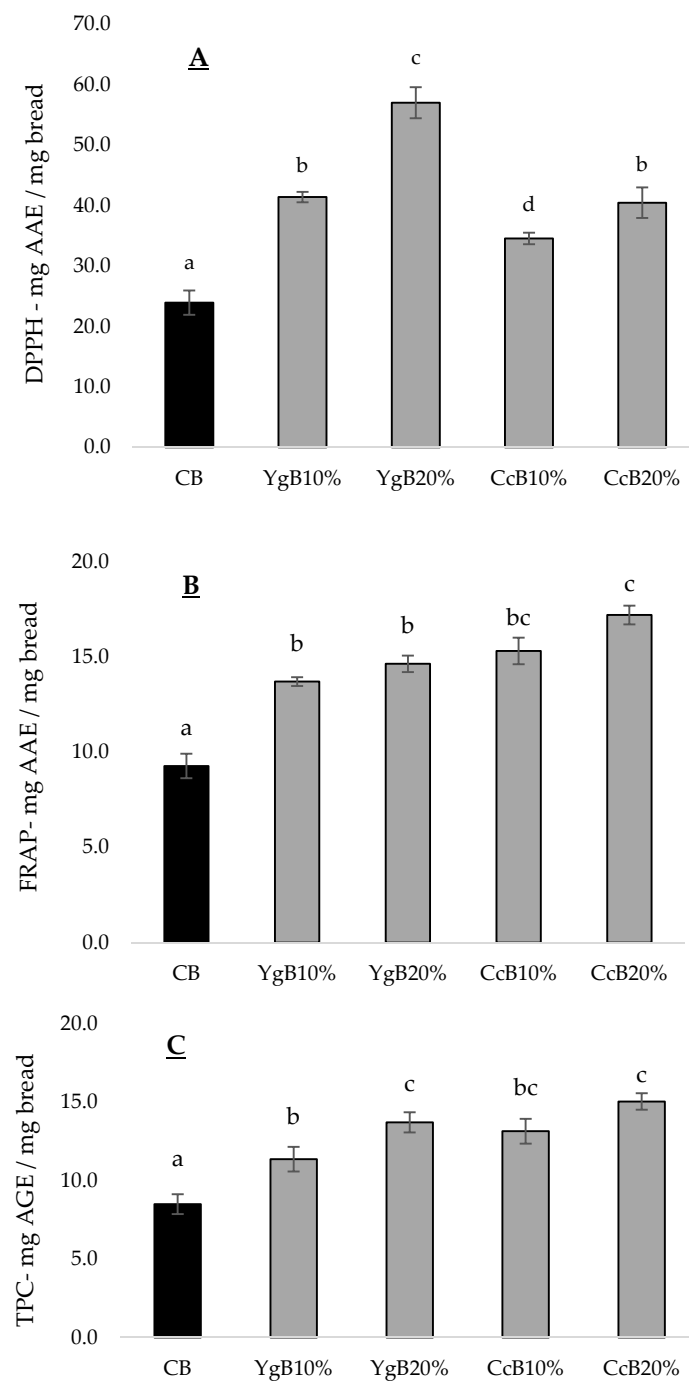 70.0
A
c
60.0
50.0
b
b
40.0
d
30.0
a
20.0
10.0
0.0
DPPH - mg AAE / mg bread
CB YgB10% YgB20% CcB10% CcB20%
20.0
B
c
bc
b
b
15.0
a
10.0
5.0
0.0
FRAP- mg AAE / mg bread
CB YgB10% YgB20% CcB10% CcB20%
20.0
C
c
c
bc
15.0
b
a
10.0
5.0
0.0
TPC- mg AGE / mg bread
CB YgB10% YgB20% CcB10% CcB20%